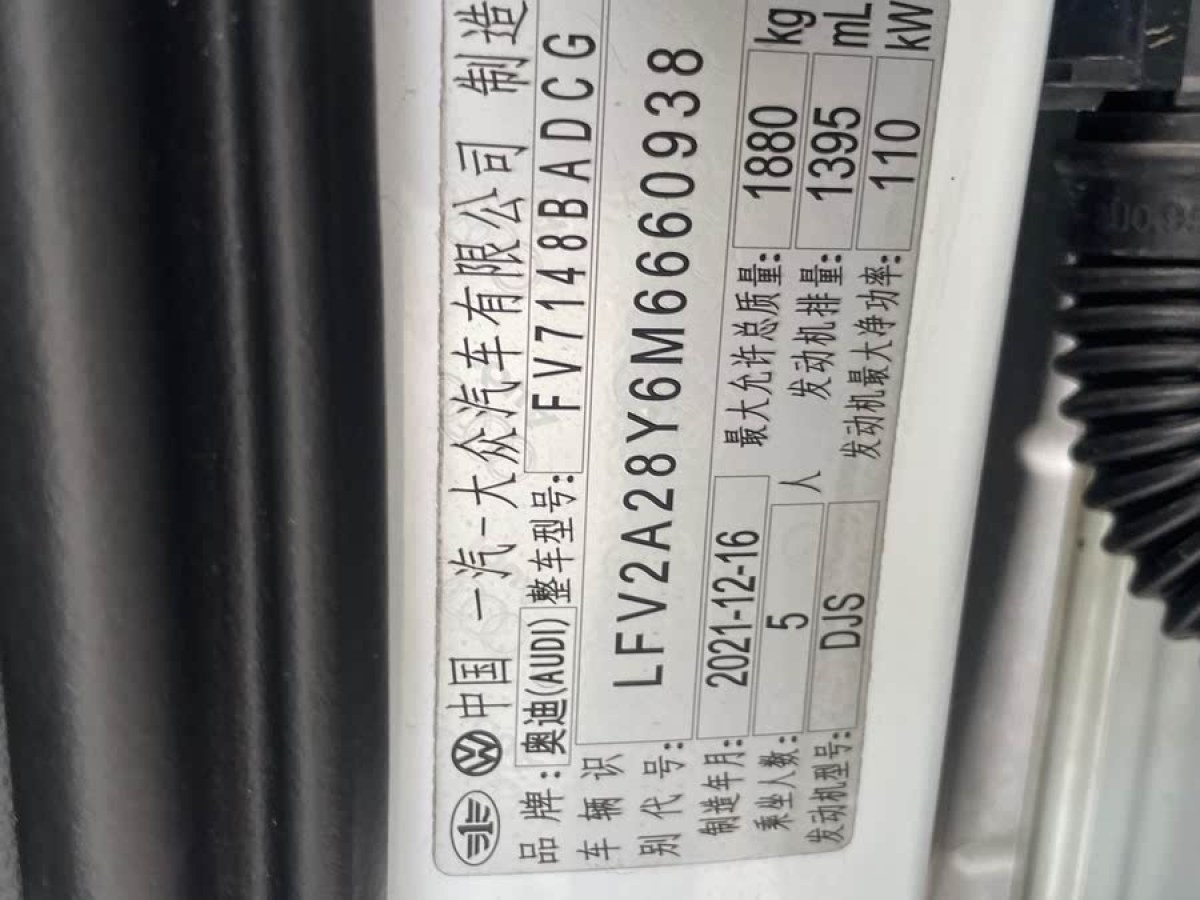 中国 一汽-大众汽车有限公司 制造
品牌: 奥迪(AUDI) 整车型号: FV7148BADCG
车辆识别代号: LFV2A28Y6M6660938
制造年月: 2021-12-16 最大允许总质量: 1880 kg
乘坐人数: 5 人 发动机排量: 1395 mL
发动机型号: DJS 发动机最大净功率: 110 kW